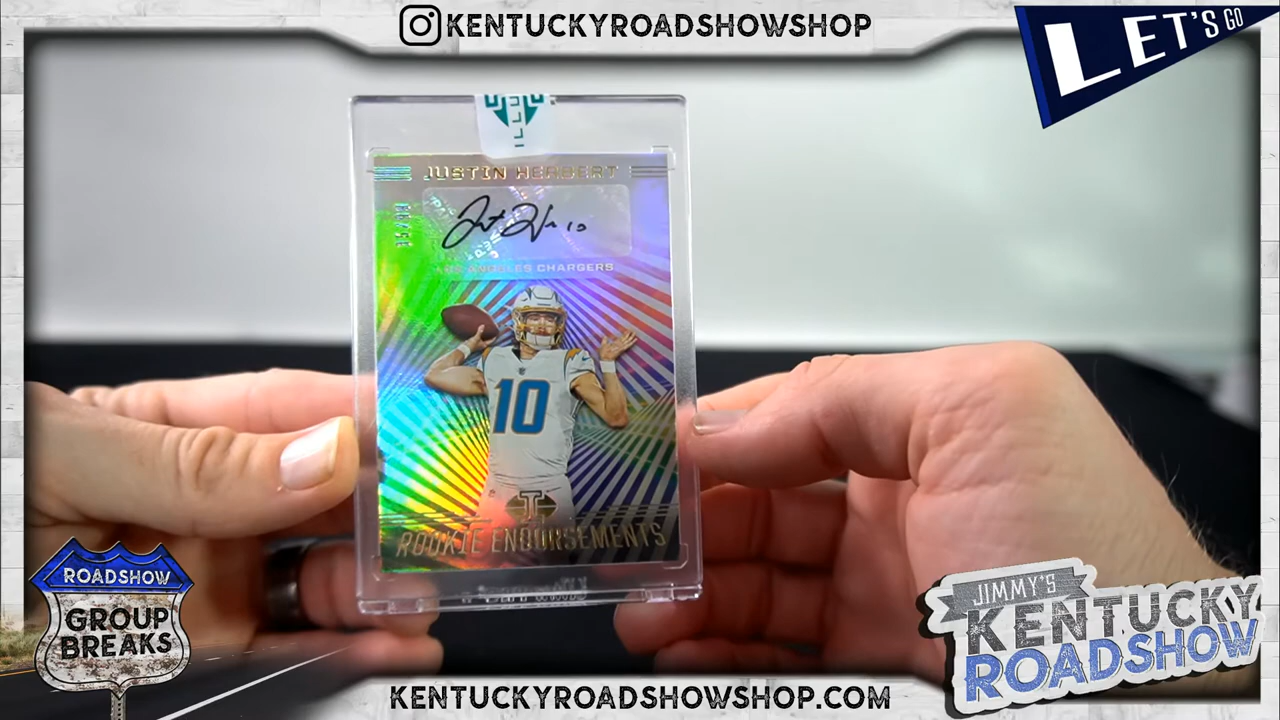 KENTUCKYROADSHOWSHOP
LET'S GO
ILLU
JUSTIN HERBERT
LOS ANGELES CHARGERS
10
ROOKIE ENDORSEMENTS
ROADSHOW
GROUP
BREAKS
JIMMY'S
KENTUCKY
ROADSHOW
KENTUCKYROADSHOWSHOP.COM